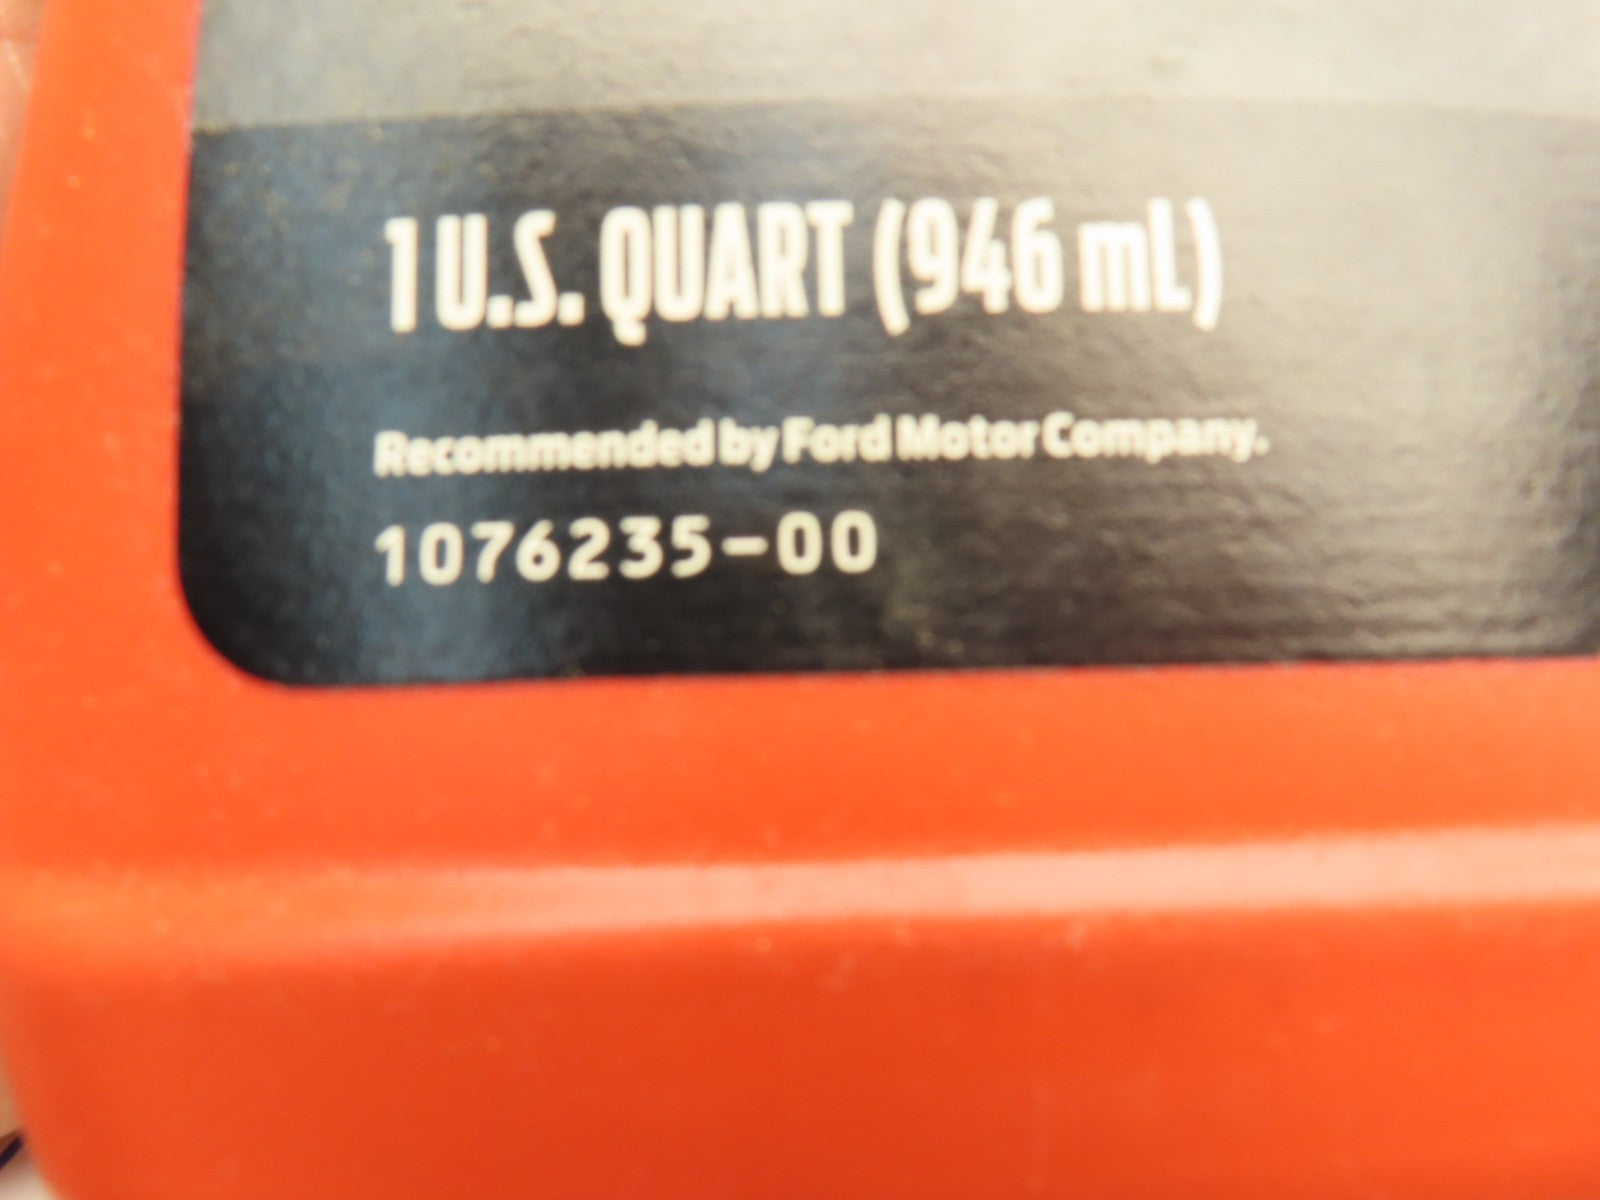 1 U.S. QUART (946 mL)
Recommended by Ford Motor Company.
1076235-00